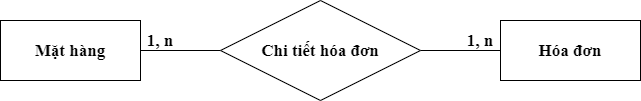 Mặt hàng
1, n
Chi tiết hóa đơn
1, n
Hóa đơn